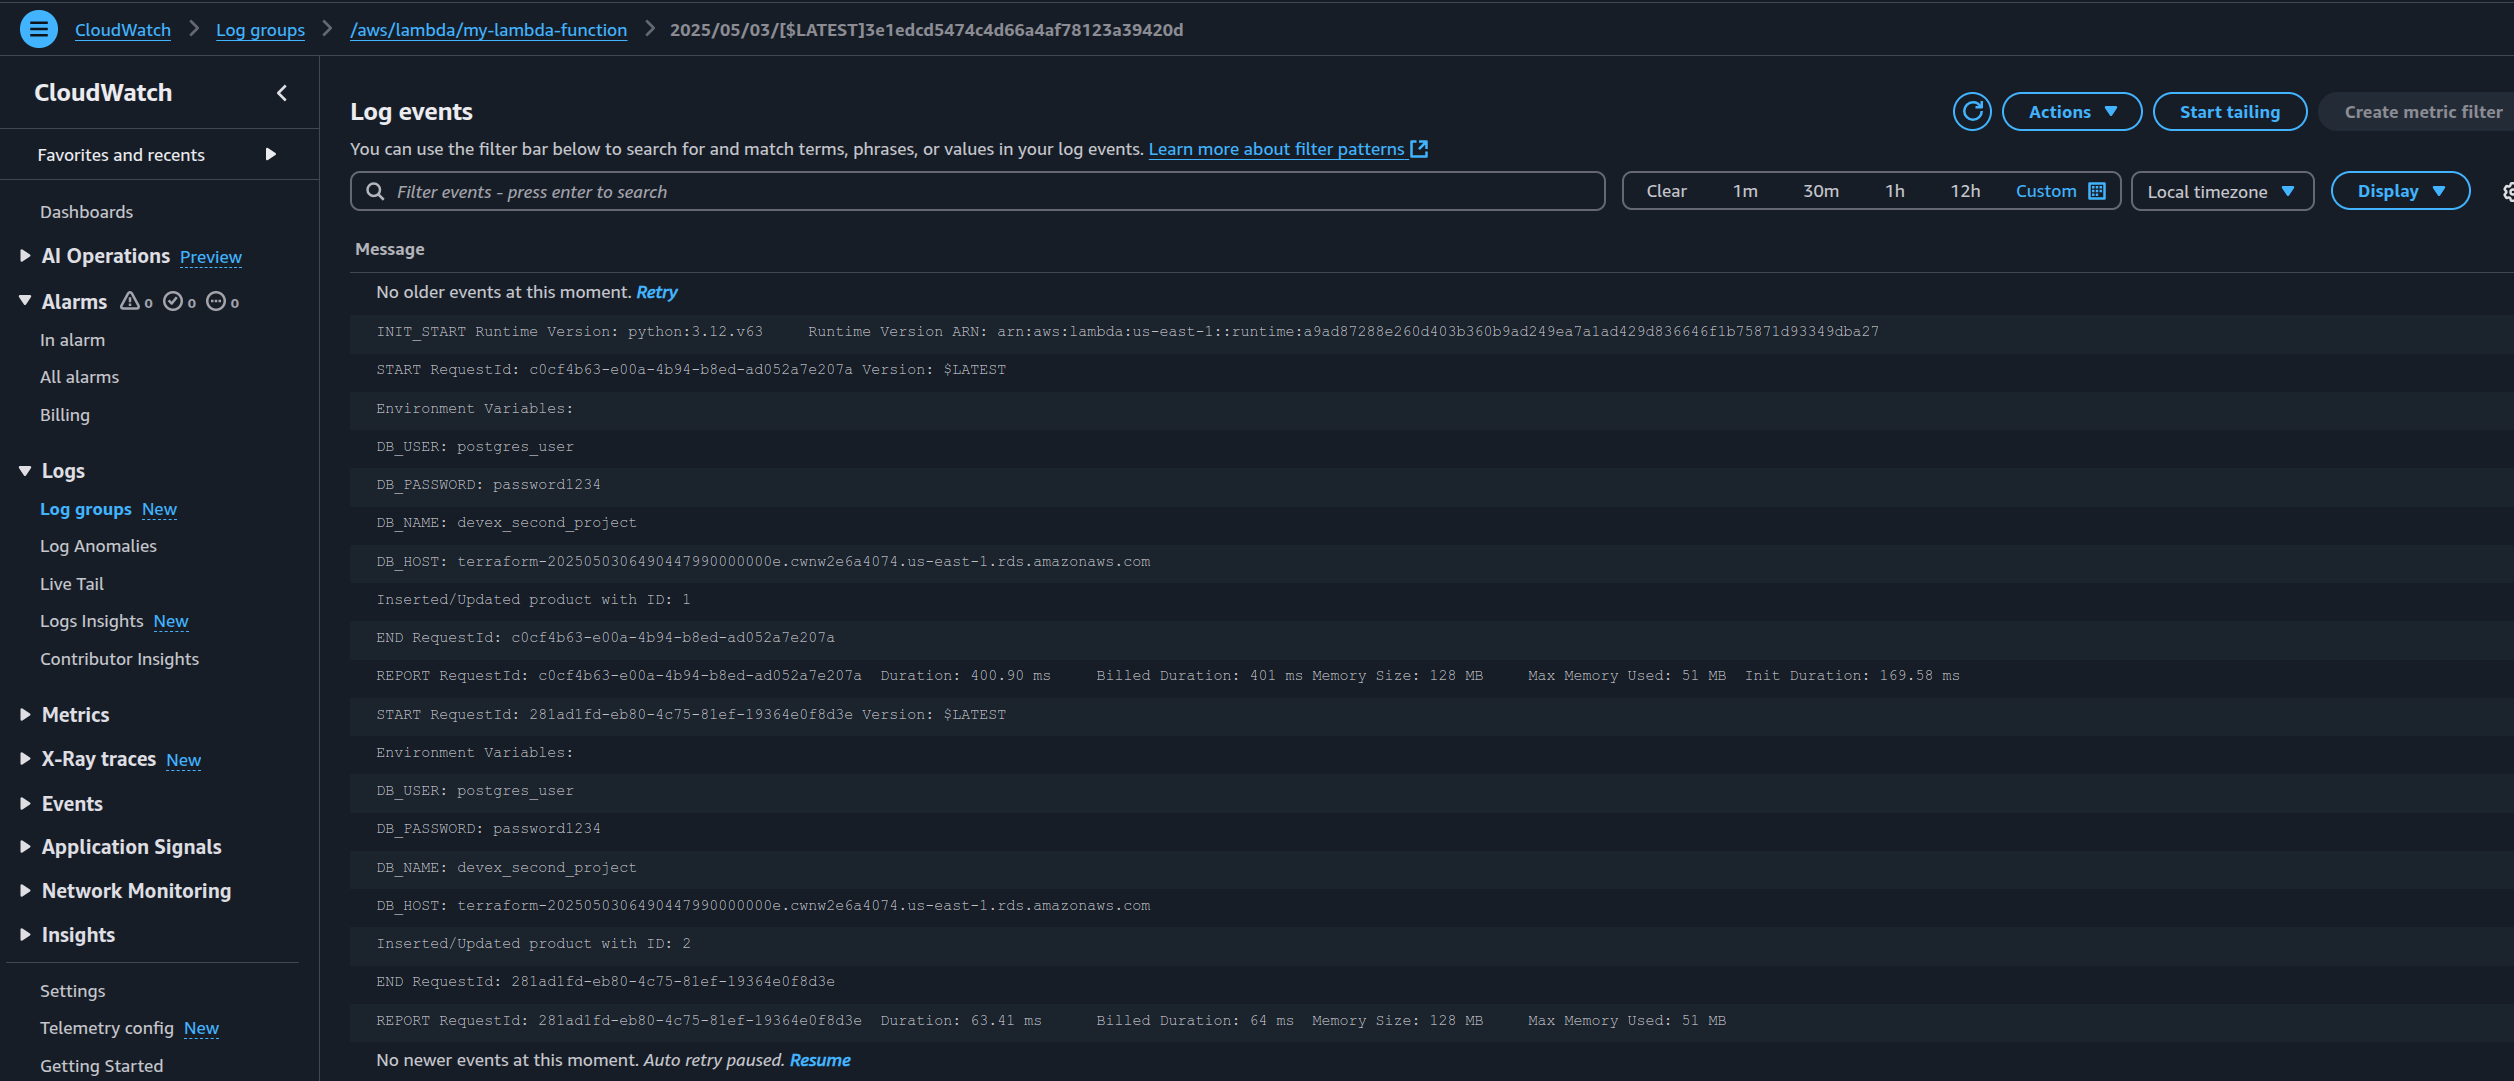 CloudWatch > Log groups > /aws/lambda/my-lambda-function > 2025/05/03/[$LATEST]3e1edcd5474c4d66a4af78123a39420d
CloudWatch
Favorites and recents
Dashboards
AI Operations Preview
Alarms 0 0 0
In alarm
All alarms
Billing
Logs
Log groups New
Log Anomalies
Live Tail
Logs Insights New
Contributor Insights
Metrics
X-Ray traces New
Events
Application Signals
Network Monitoring
Insights
Settings
Telemetry config New
Getting Started
Log events
Actions Start tailing Create metric filter
You can use the filter bar below to search for and match terms, phrases, or values in your log events. Learn more about filter patterns
Filter events - press enter to search Clear 1m 30m 1h 12h Custom Local timezone Display
Message
No older events at this moment. Retry
INIT_START Runtime Version: python:3.12.v63 Runtime Version ARN: arn:aws:lambda:us-east-1::runtime:a9ad87288e260d403b360b9ad249ea7a1ad429d836646f1b75871d93349dba27
START RequestId: c0cf4b63-e00a-4b94-b8ed-ad052a7e207a Version: $LATEST
Environment Variables:
DB_USER: postgres_user
DB_PASSWORD: password1234
DB_NAME: devex_second_project
DB_HOST: terraform-20250503064904479900000000e.cwnw2e6a4074.us-east-1.rds.amazonaws.com
Inserted/Updated product with ID: 1
END RequestId: c0cf4b63-e00a-4b94-b8ed-ad052a7e207a
REPORT RequestId: c0cf4b63-e00a-4b94-b8ed-ad052a7e207a Duration: 400.90 ms Billed Duration: 401 ms Memory Size: 128 MB Max Memory Used: 51 MB Init Duration: 169.58 ms
START RequestId: 281ad1fd-eb80-4c75-81ef-19364e0f8d3e Version: $LATEST
Environment Variables:
DB_USER: postgres_user
DB_PASSWORD: password1234
DB_NAME: devex_second_project
DB_HOST: terraform-20250503064904479900000000e.cwnw2e6a4074.us-east-1.rds.amazonaws.com
Inserted/Updated product with ID: 2
END RequestId: 281ad1fd-eb80-4c75-81ef-19364e0f8d3e
REPORT RequestId: 281ad1fd-eb80-4c75-81ef-19364e0f8d3e Duration: 63.41 ms Billed Duration: 64 ms Memory Size: 128 MB Max Memory Used: 51 MB
No newer events at this moment. Auto retry paused. Resume